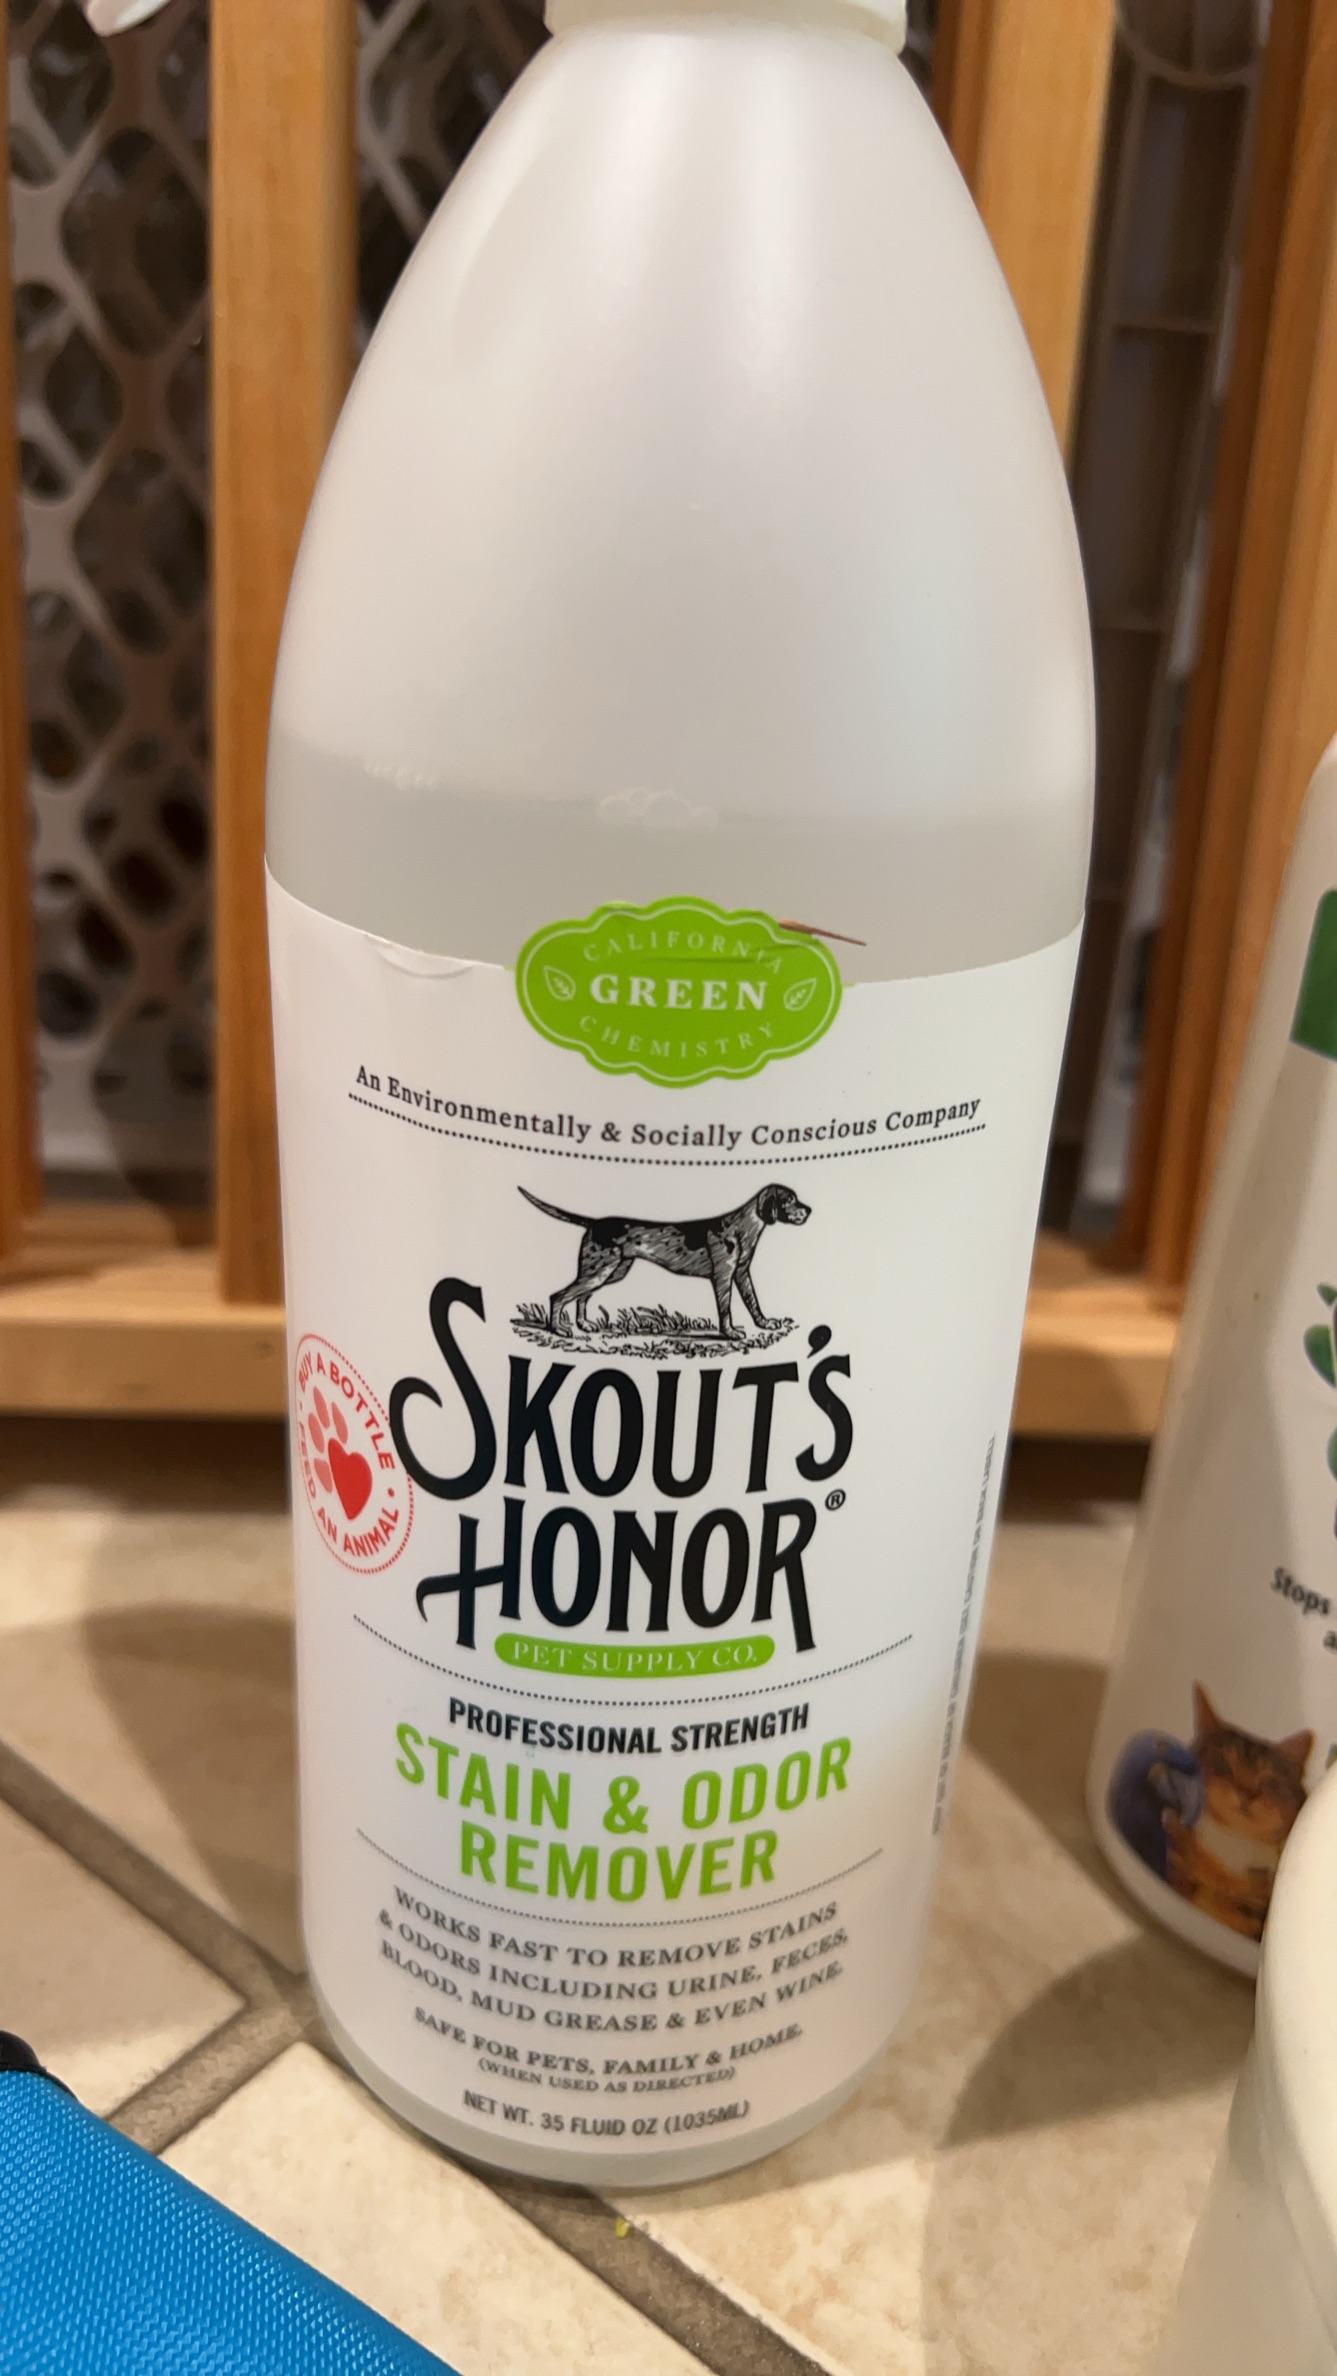 CALIFORNIA
GREEN
CHEMISTRY
An Environmentally & Socially Conscious Company
BUY A BOTTLE
FEED AN ANIMAL
SKOUT'S
HONOR®
PET SUPPLY CO.
PROFESSIONAL STRENGTH
STAIN & ODOR
REMOVER
WORKS FAST TO REMOVE STAINS
& ODORS INCLUDING URINE, FECES,
BLOOD, MUD GREASE & EVEN WINE.
SAFE FOR PETS, FAMILY & HOME.
(WHEN USED AS DIRECTED)
NET WT. 35 FLUID OZ (1035ML)
Stops